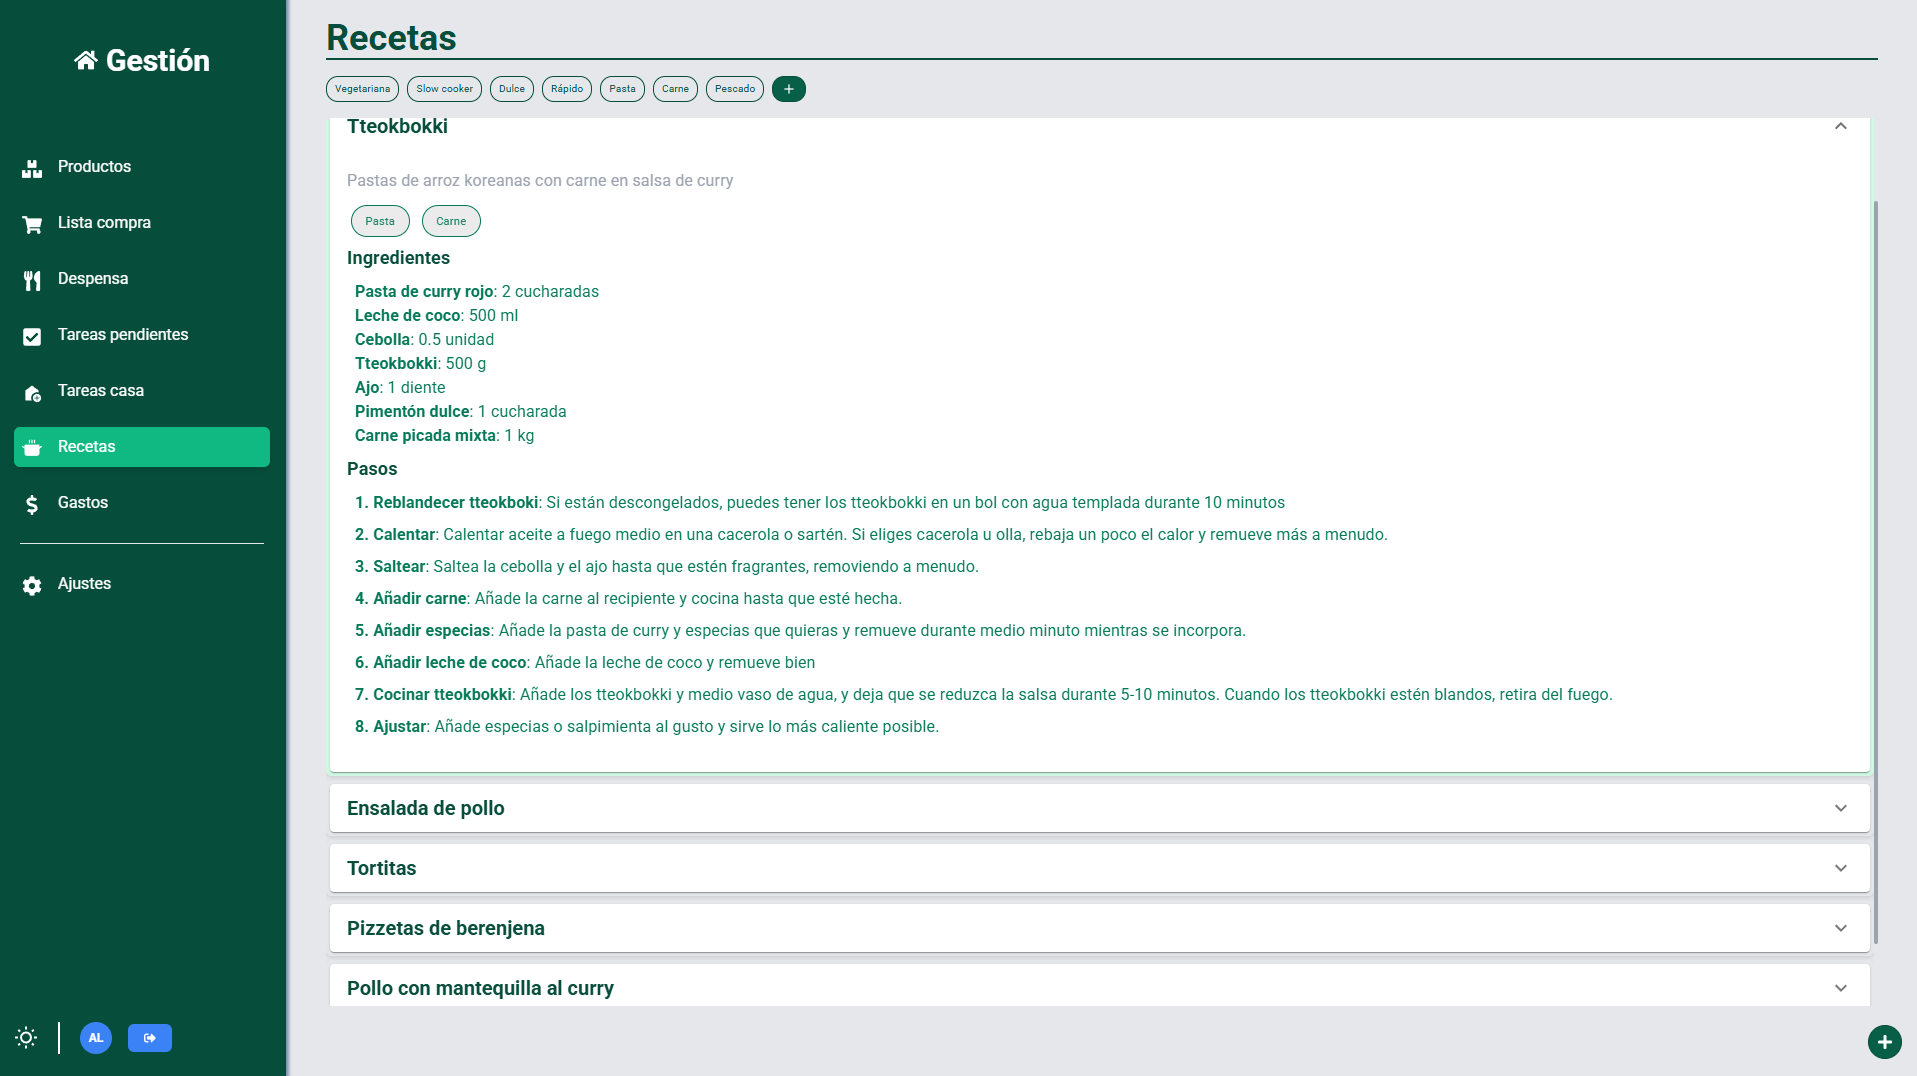 Gestión
Productos
Lista compra
Despensa
Tareas pendientes
Tareas casa
Recetas
Gastos
Ajustes
AL
Recetas
Vegetariana Slow cooker Dulce Rápido Pasta Carne Pescado +
Tteokbokki
Pastas de arroz koreanas con carne en salsa de curry
Pasta Carne
Ingredientes
Pasta de curry rojo: 2 cucharadas
Leche de coco: 500 ml
Cebolla: 0.5 unidad
Tteokbokki: 500 g
Ajo: 1 diente
Pimentón dulce: 1 cucharada
Carne picada mixta: 1 kg
Pasos
1. Reblandecer tteokboki: Si están descongelados, puedes tener los tteokbokki en un bol con agua templada durante 10 minutos
2. Calentar: Calentar aceite a fuego medio en una cacerola o sartén. Si eliges cacerola u olla, rebaja un poco el calor y remueve más a menudo.
3. Saltear: Saltea la cebolla y el ajo hasta que estén fragrantes, removiendo a menudo.
4. Añadir carne: Añade la carne al recipiente y cocina hasta que esté hecha.
5. Añadir especias: Añade la pasta de curry y especias que quieras y remueve durante medio minuto mientras se incorpora.
6. Añadir leche de coco: Añade la leche de coco y remueve bien
7. Cocinar tteokbokki: Añade los tteokbokki y medio vaso de agua, y deja que se reduzca la salsa durante 5-10 minutos. Cuando los tteokbokki estén blandos, retira del fuego.
8. Ajustar: Añade especias o salpimienta al gusto y sirve lo más caliente posible.
Ensalada de pollo
Tortitas
Pizzetas de berenjena
Pollo con mantequilla al curry